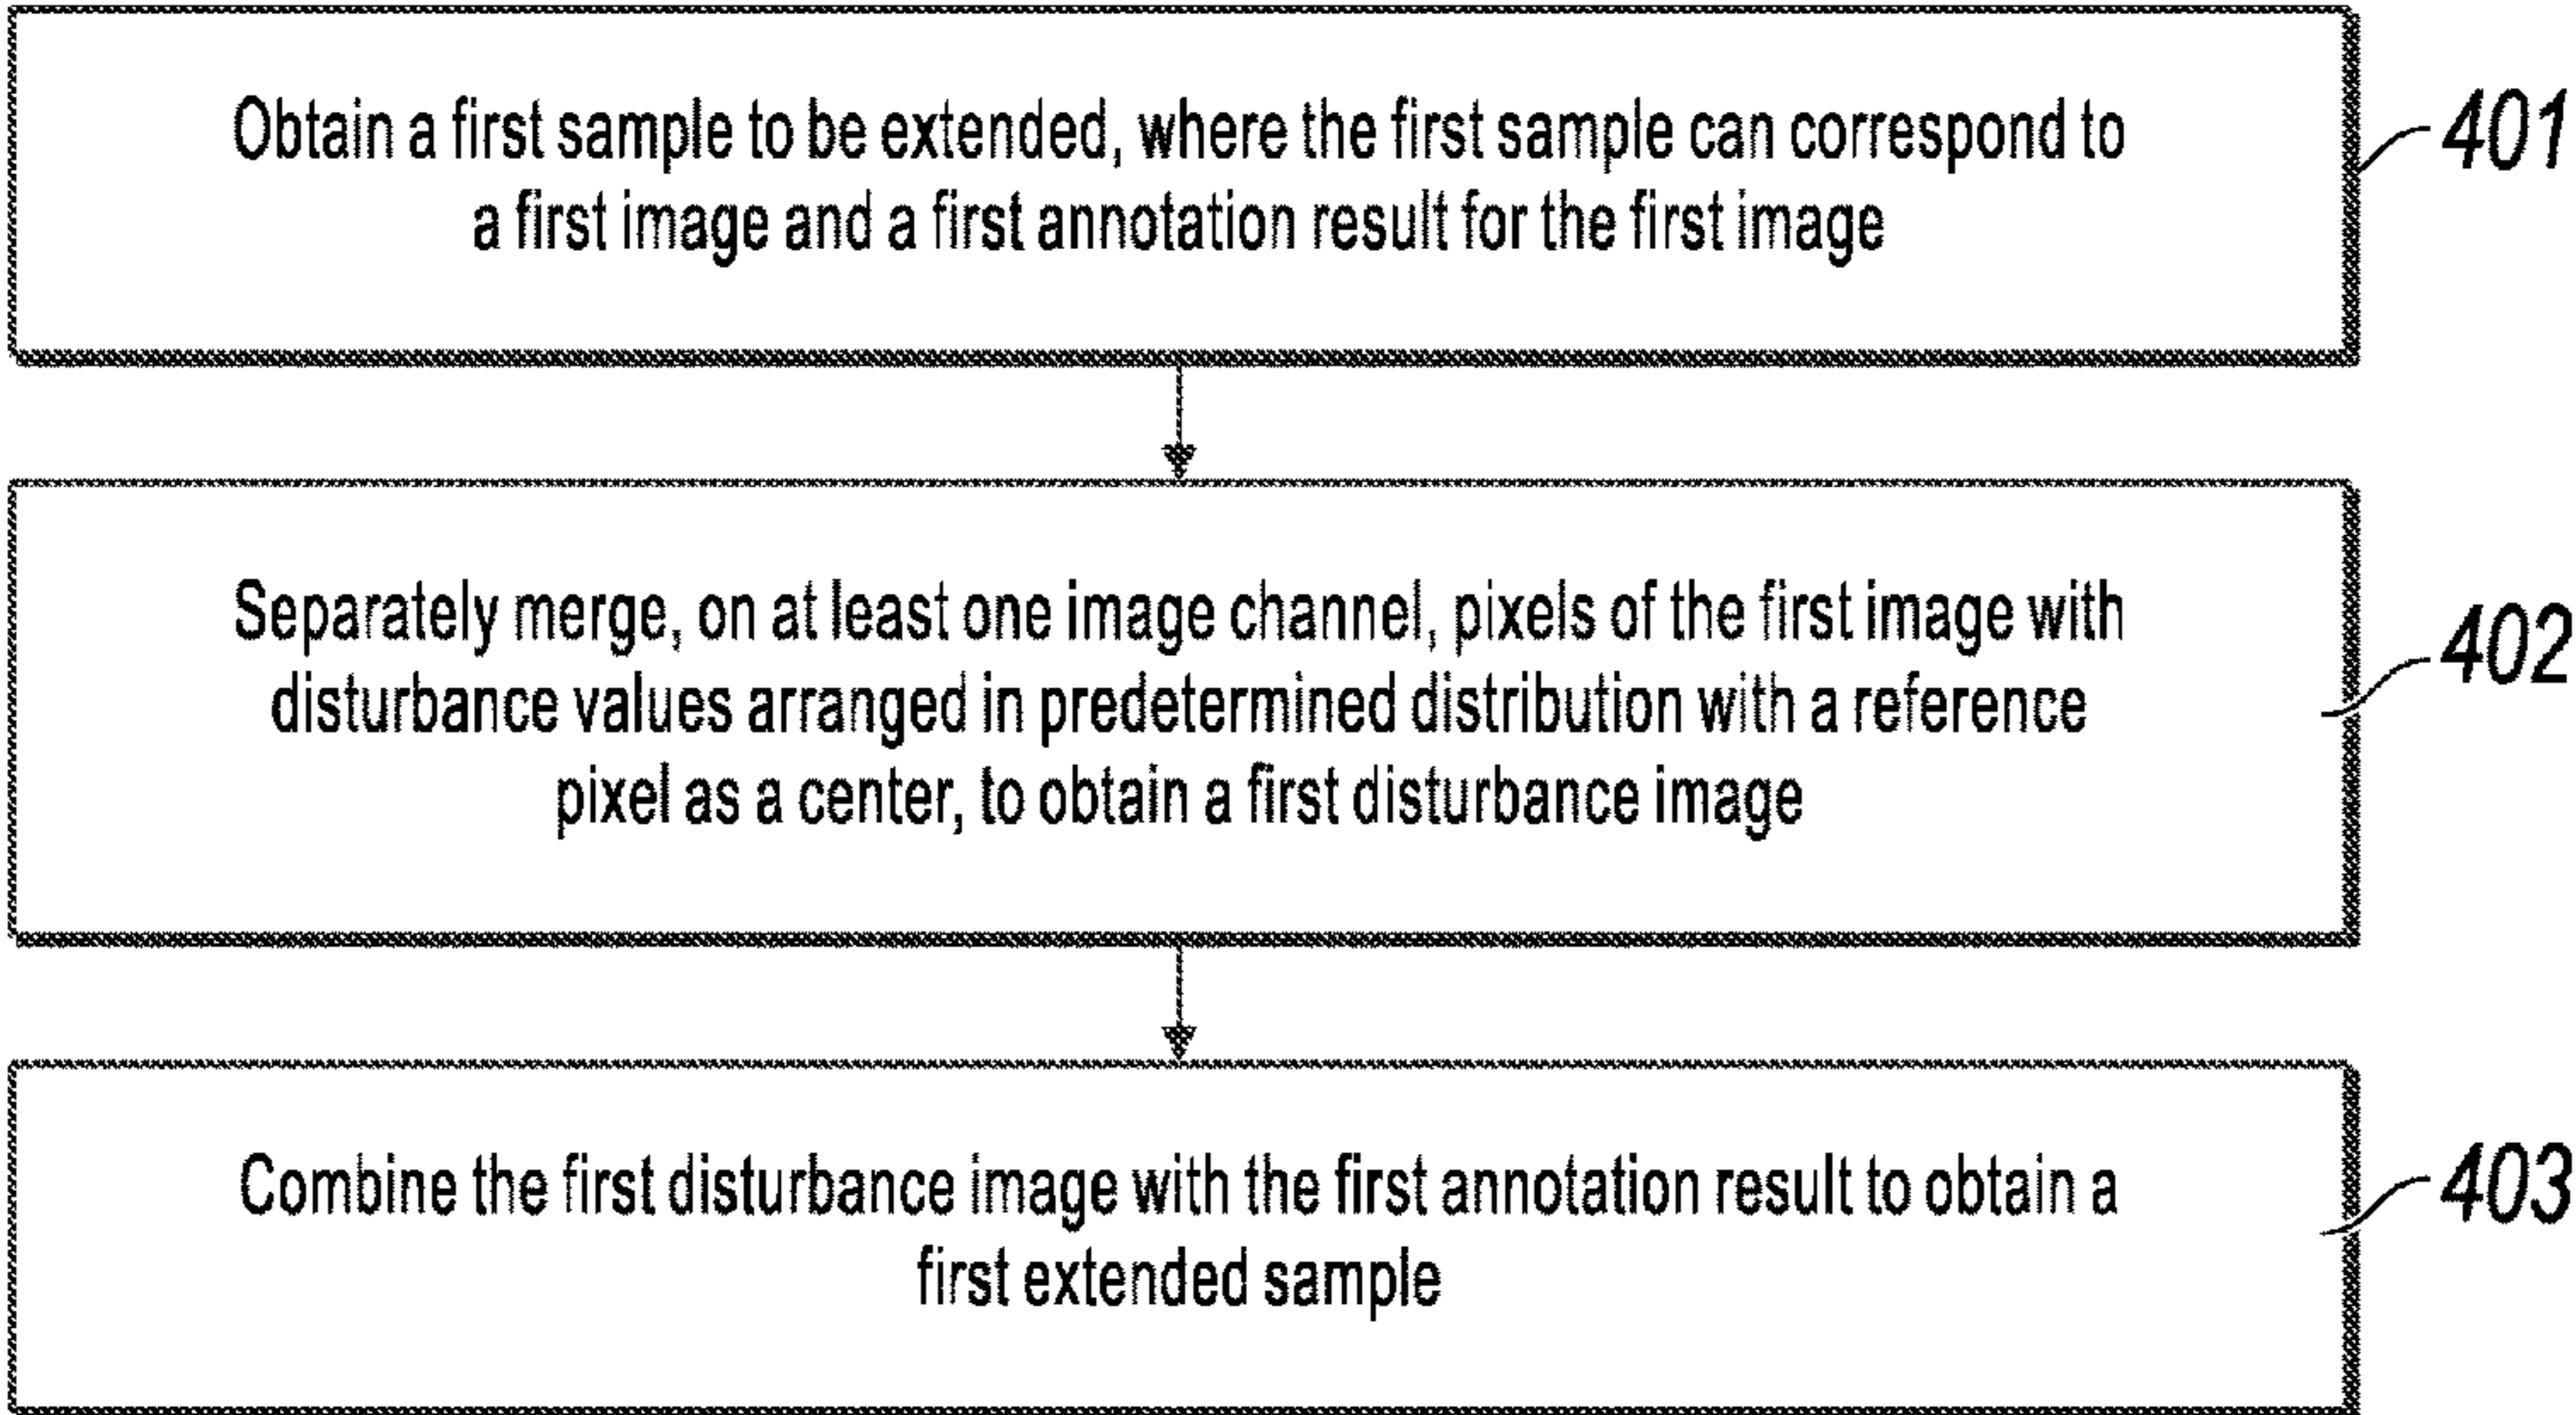 Obtain a first sample to be extended, where the first sample can correspond to
a first image and a first annotation result for the first image
401
Separately merge, on at least one image channel, pixels of the first image with
disturbance values arranged in predetermined distribution with a reference
pixel as a center, to obtain a first disturbance image
402
Combine the first disturbance image with the first annotation result to obtain a
first extended sample
403